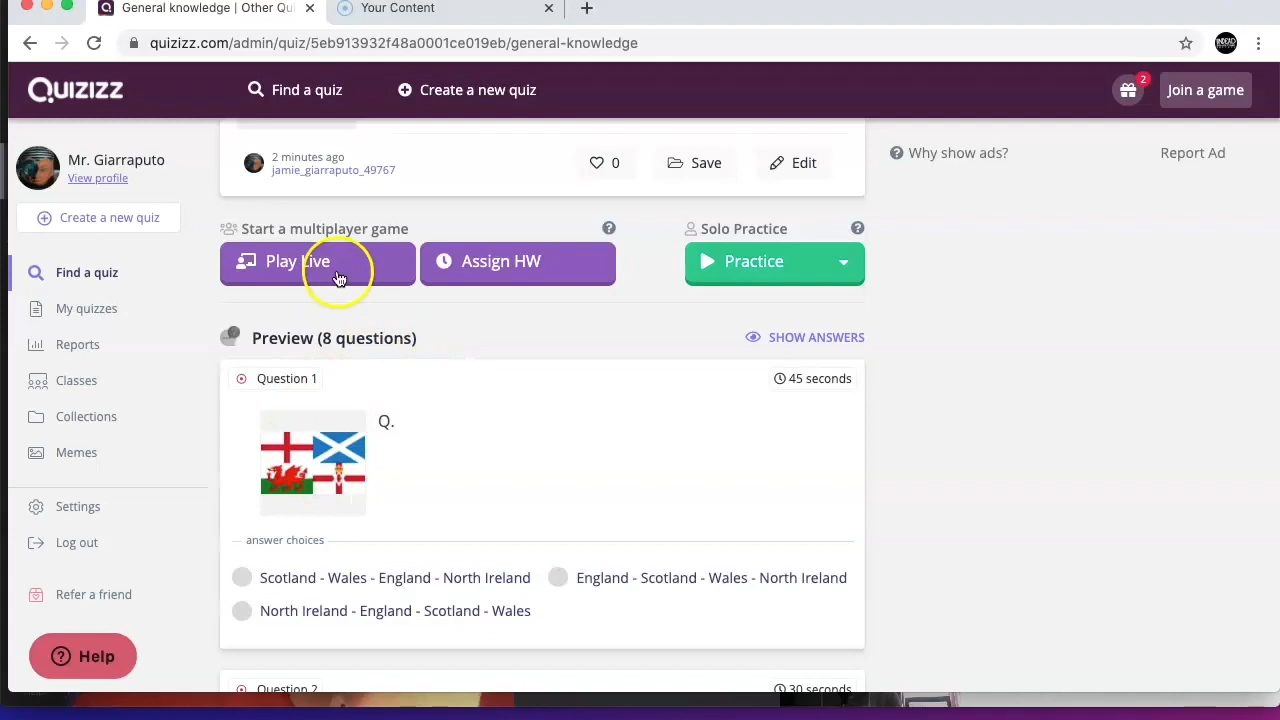 General knowledge | Other Qui
Your Content
quizizz.com/admin/quiz/5eb913932f48a0001ce019eb/general-knowledge
Quizizz
Find a quiz
Create a new quiz
2
Join a game
Mr. Giarraputo
View profile
Create a new quiz
Find a quiz
My quizzes
Reports
Classes
Collections
Memes
Settings
Log out
Refer a friend
Help
2 minutes ago
jamie_giarraputo_49767
0
Save
Edit
Why show ads?
Report Ad
Start a multiplayer game
Solo Practice
Play Live
Assign HW
Practice
Preview (8 questions)
SHOW ANSWERS
Question 1
45 seconds
Q.
answer choices
Scotland - Wales - England - North Ireland
England - Scotland - Wales - North Ireland
North Ireland - England - Scotland - Wales
Question 2
30 seconds